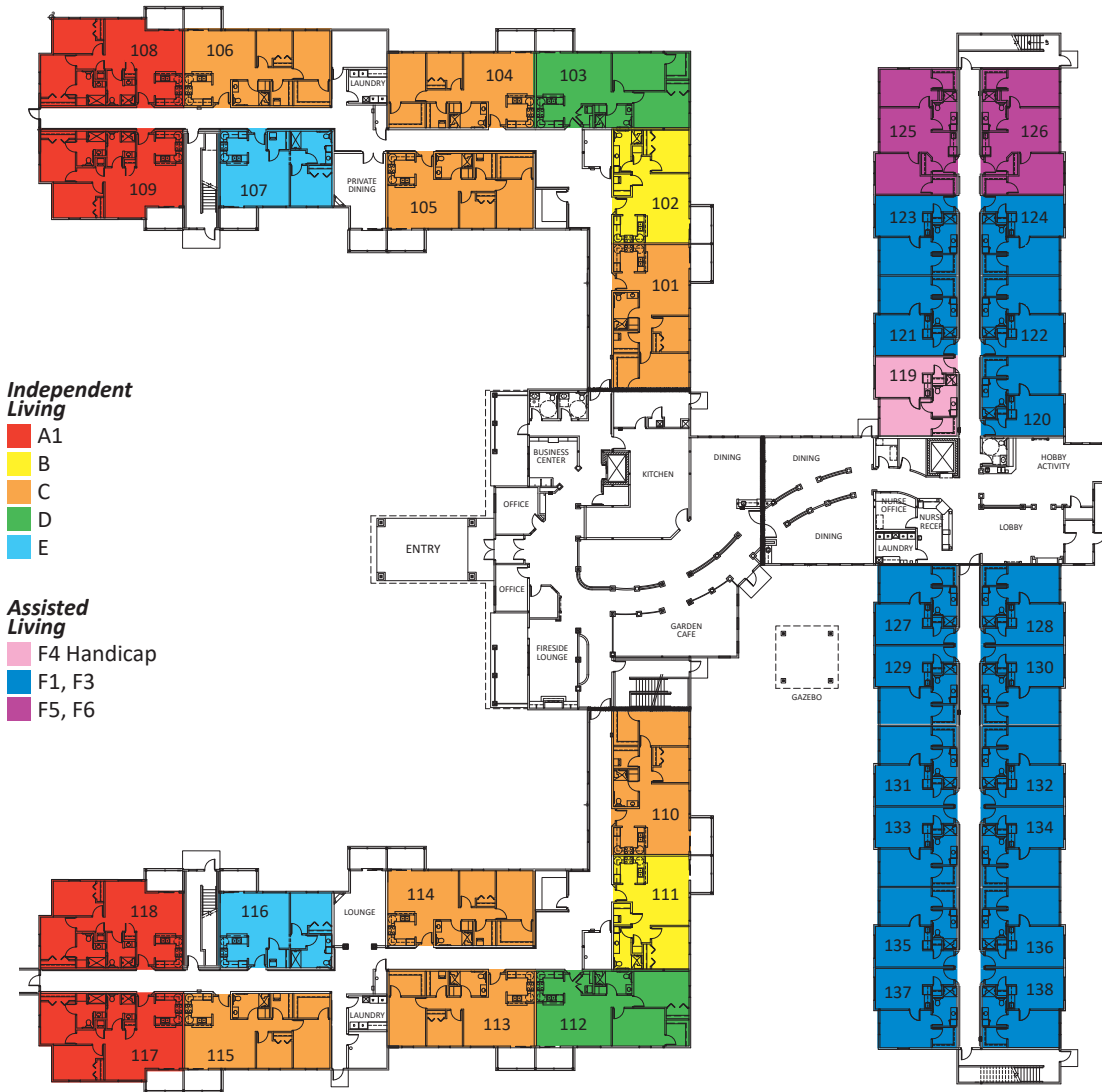 108
106
LAUNDRY
104
103
125
126
109
107
PRIVATE
DINING
105
102
123
124
101
121
122
119
120
Independent
Living
A1
B
C
D
E
Assisted
Living
F4 Handicap
F1, F3
F5, F6
BUSINESS
CENTER
KITCHEN
DINING
DINING
HOBBY
ACTIVITY
OFFICE
NURSE
OFFICE
NURSE
RECEP
LOBBY
ENTRY
DINING
LAUNDRY
OFFICE
GARDEN
CAFE
FIRESIDE
LOUNGE
GAZEBO
127
128
129
130
110
131
132
133
134
111
118
116
LOUNGE
114
135
136
137
138
117
115
LAUNDRY
113
112